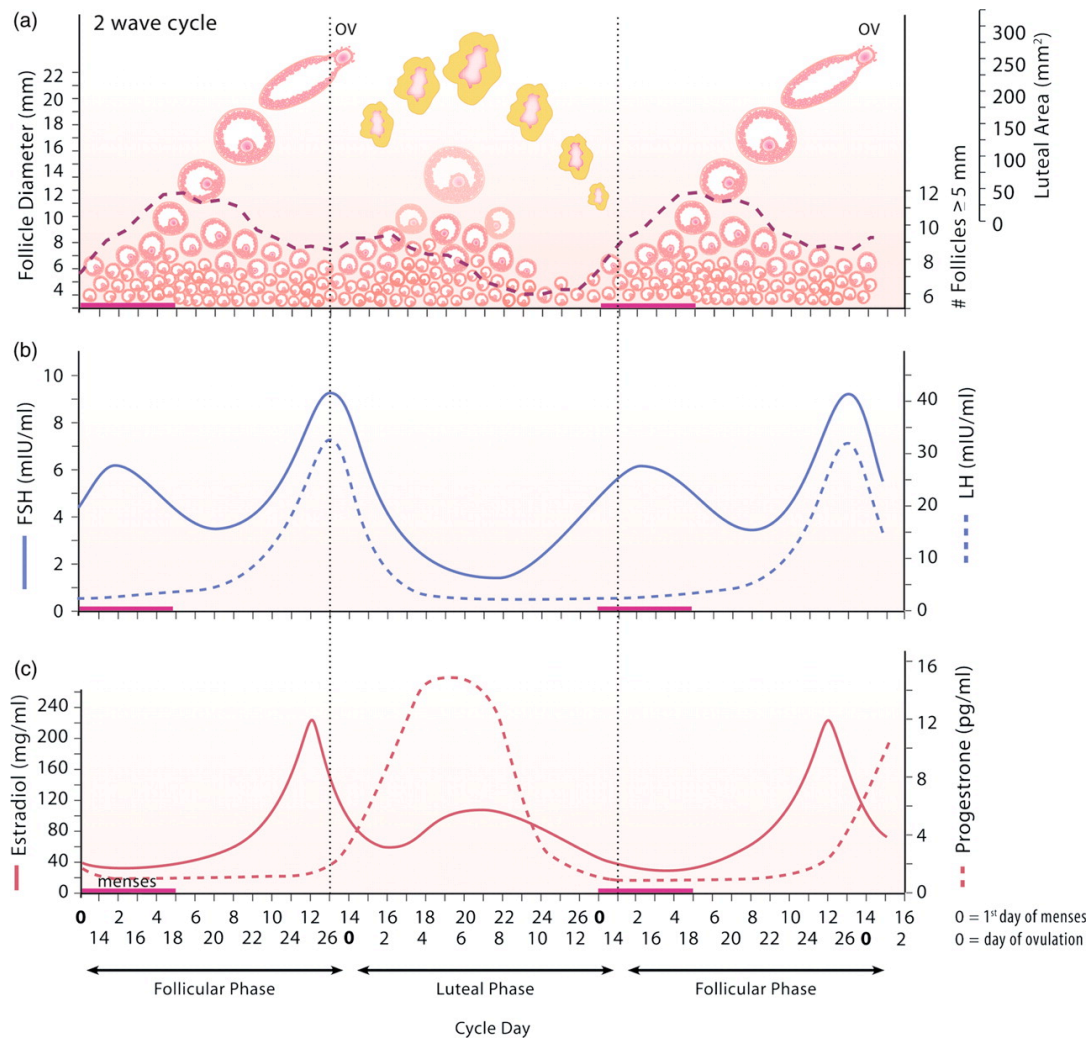 (a)
2 wave cycle
OV
OV
Follicle Diameter (mm)
22
20
18
16
14
12
10
8
6
4
12
10
8
6
# Follicles ≥ 5 mm
300
250
200
150
100
50
0
Luteal Area (mm²)
(b)
FSH (mIU/ml)
10
8
6
4
2
0
40
30
20
10
0
LH (mIU/ml)
(c)
Estradiol (mg/ml)
240
200
160
120
80
40
0
menses
16
12
8
4
0
Progestrone (pg/ml)
0 2 4 6 8 10 12 14 16 18 20 22 24 26 0 2 4 6 8 10 12 14 16
14 16 18 20 22 24 26 0 2 4 6 8 10 12 14 16 18 20 22 24 26 0 2
0 = 1st day of menses
0 = day of ovulation
Follicular Phase
Luteal Phase
Follicular Phase
Cycle Day